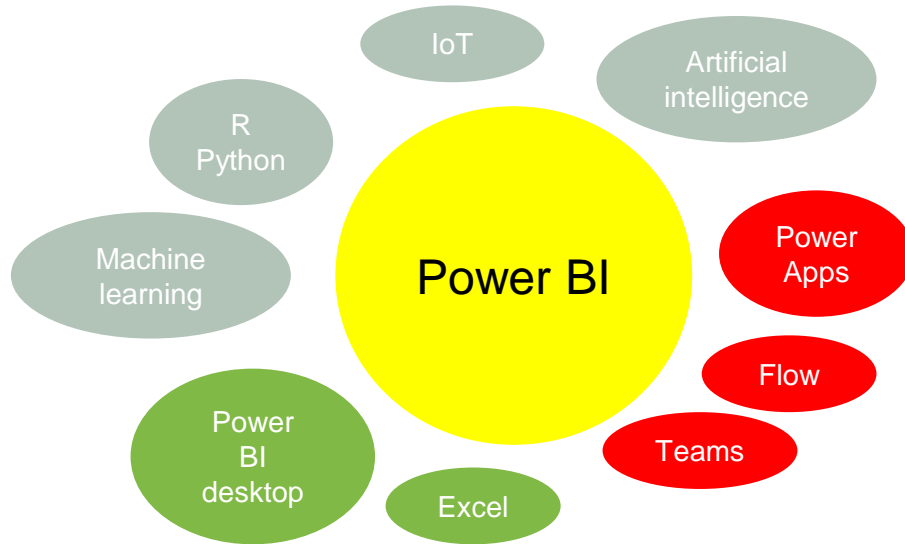 IoT
Artificial
intelligence
R
Python
Machine
learning
Power BI
Power
Apps
Flow
Teams
Power
BI
desktop
Excel